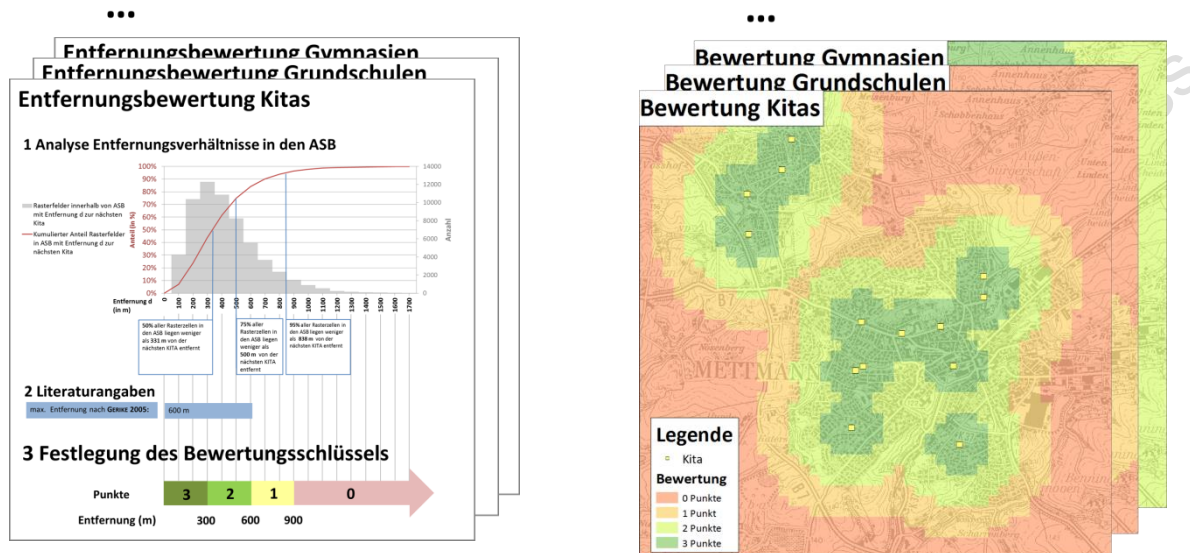 ...
Entfernungsbewertung Gymnasien
Entfernungsbewertung Grundschulen
Entfernungsbewertung Kitas
1 Analyse Entfernungsverhältnisse in den ASB
Rasterfelder innerhalb von ASB
mit Entfernung d zur nächsten
Kita
Kumulierter Anteil Rasterfelder
in ASB mit Entfernung d zur
nächsten Kita
Anteil (in %)
100%
90%
80%
70%
60%
50%
40%
30%
20%
10%
0%
14000
12000
10000
8000
6000
4000
2000
0
Anzahl
Entfernung d
(in m)
0 100 200 300 400 500 600 700 800 900 1000 1100 1200 1300 1400 1500 1600 1700
50% aller Rasterzellen in
den ASB liegen weniger
als 331 m von der
nächsten KITA entfernt
75% aller
Rasterzellen in
den ASB liegen
weniger als
500 m von der
nächsten KITA
entfernt
95% aller Rasterzellen in
den ASB liegen weniger
als 838 m von der
nächsten KITA entfernt
2 Literaturangaben
max. Entfernung nach GERIKE 2005:
600 m
3 Festlegung des Bewertungsschlüssels
Punkte 3 2 1 0
Entfernung (m) 300 600 900
...
Bewertung Gymnasien
Bewertung Grundschulen
Bewertung Kitas
Annenhaus
Schabbenhaus
Annenhaus
Unten
Linden
B7
METTMANN
B7
Legende
Kita
Bewertung
0 Punkte
1 Punkt
2 Punkte
3 Punkte